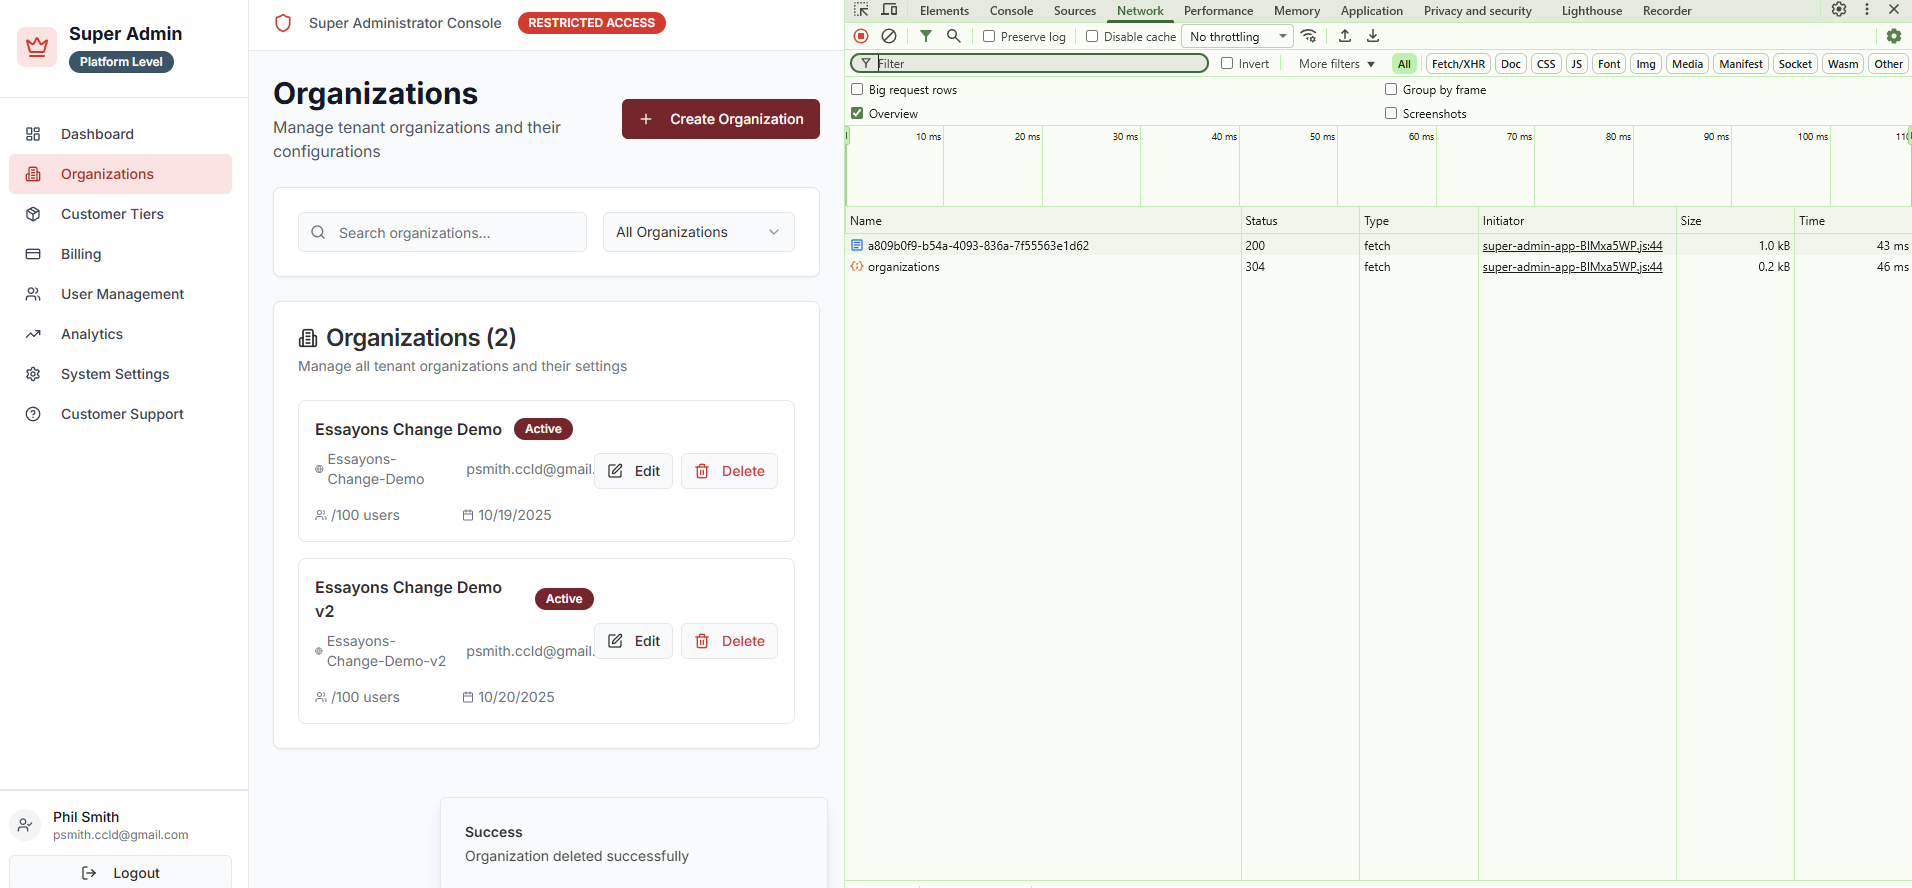 Super Admin
Platform Level
Dashboard
Organizations
Customer Tiers
Billing
User Management
Analytics
System Settings
Customer Support
Phil Smith
psmith.ccld@gmail.com
Logout
Super Administrator Console RESTRICTED ACCESS
Organizations
Manage tenant organizations and their
configurations
Create Organization
Search organizations...
All Organizations
Organizations (2)
Manage all tenant organizations and their settings
Essayons Change Demo Active
Essayons-
Change-Demo
psmith.ccld@gmail.
Edit Delete
/100 users 10/19/2025
Essayons Change Demo
v2
Active
Essayons-
Change-Demo-v2
psmith.ccld@gmail.
Edit Delete
/100 users 10/20/2025
Success
Organization deleted successfully
Elements Console Sources Network Performance Memory Application Privacy and security Lighthouse Recorder
Preserve log Disable cache No throttling
Filter Invert More filters All Fetch/XHR Doc CSS JS Font Img Media Manifest Socket Wasm Other
Big request rows Group by frame
Overview Screenshots
10 ms 20 ms 30 ms 40 ms 50 ms 60 ms 70 ms 80 ms 90 ms 100 ms 110
Name Status Type Initiator Size Time
a809b0f9-b54a-4093-836a-7f55563e1d62 200 fetch super-admin-app-BIMxa5WP.js:44 1.0 kB 43 ms
organizations 304 fetch super-admin-app-BIMxa5WP.js:44 0.2 kB 46 ms